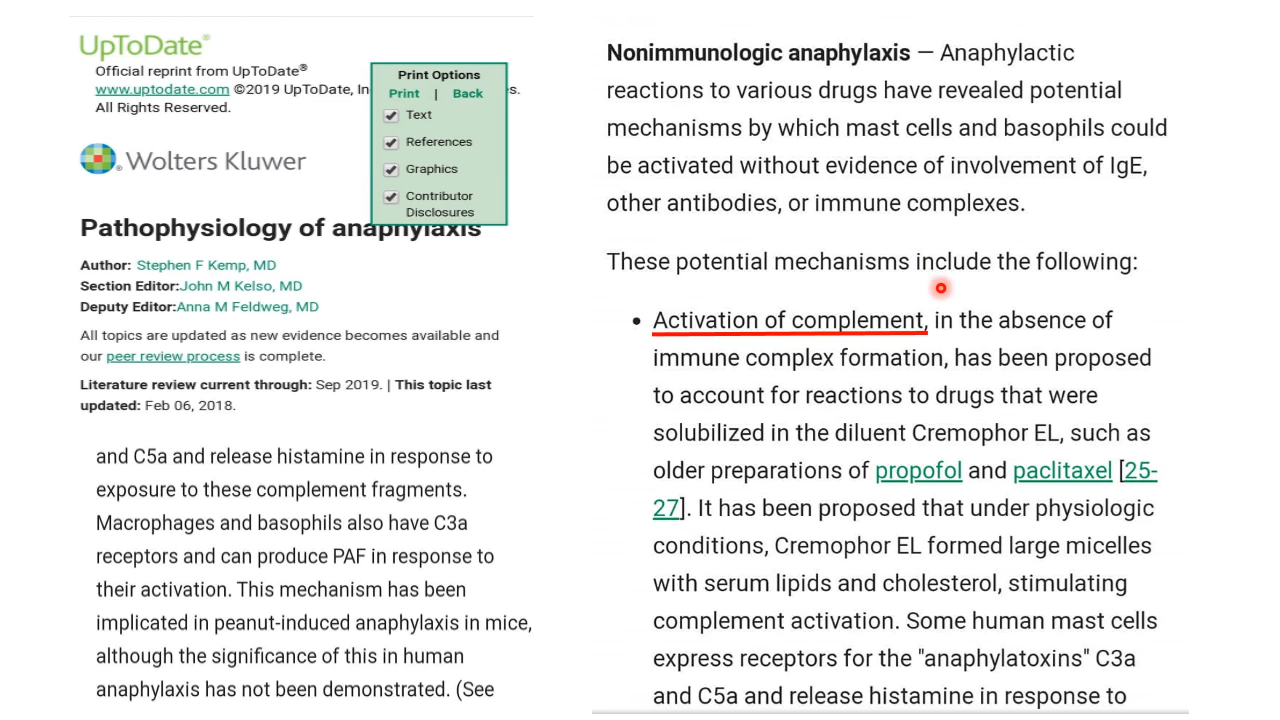 UpToDate®
Official reprint from UpToDate®
www.uptodate.com ©2019 UpToDate, In s.
All Rights Reserved.
Print Options
Print | Back
Text
References
Graphics
Contributor
Disclosures
Wolters Kluwer
Pathophysiology of anaphylaxis
Author: Stephen F Kemp, MD
Section Editor:John M Kelso, MD
Deputy Editor:Anna M Feldweg, MD
All topics are updated as new evidence becomes available and
our peer review process is complete.
Literature review current through: Sep 2019. | This topic last
updated: Feb 06, 2018.
and C5a and release histamine in response to
exposure to these complement fragments.
Macrophages and basophils also have C3a
receptors and can produce PAF in response to
their activation. This mechanism has been
implicated in peanut-induced anaphylaxis in mice,
although the significance of this in human
anaphylaxis has not been demonstrated. (See
Nonimmunologic anaphylaxis — Anaphylactic
reactions to various drugs have revealed potential
mechanisms by which mast cells and basophils could
be activated without evidence of involvement of IgE,
other antibodies, or immune complexes.
These potential mechanisms include the following:
• Activation of complement, in the absence of
immune complex formation, has been proposed
to account for reactions to drugs that were
solubilized in the diluent Cremophor EL, such as
older preparations of propofol and paclitaxel [25-
27]. It has been proposed that under physiologic
conditions, Cremophor EL formed large micelles
with serum lipids and cholesterol, stimulating
complement activation. Some human mast cells
express receptors for the "anaphylatoxins" C3a
and C5a and release histamine in response to